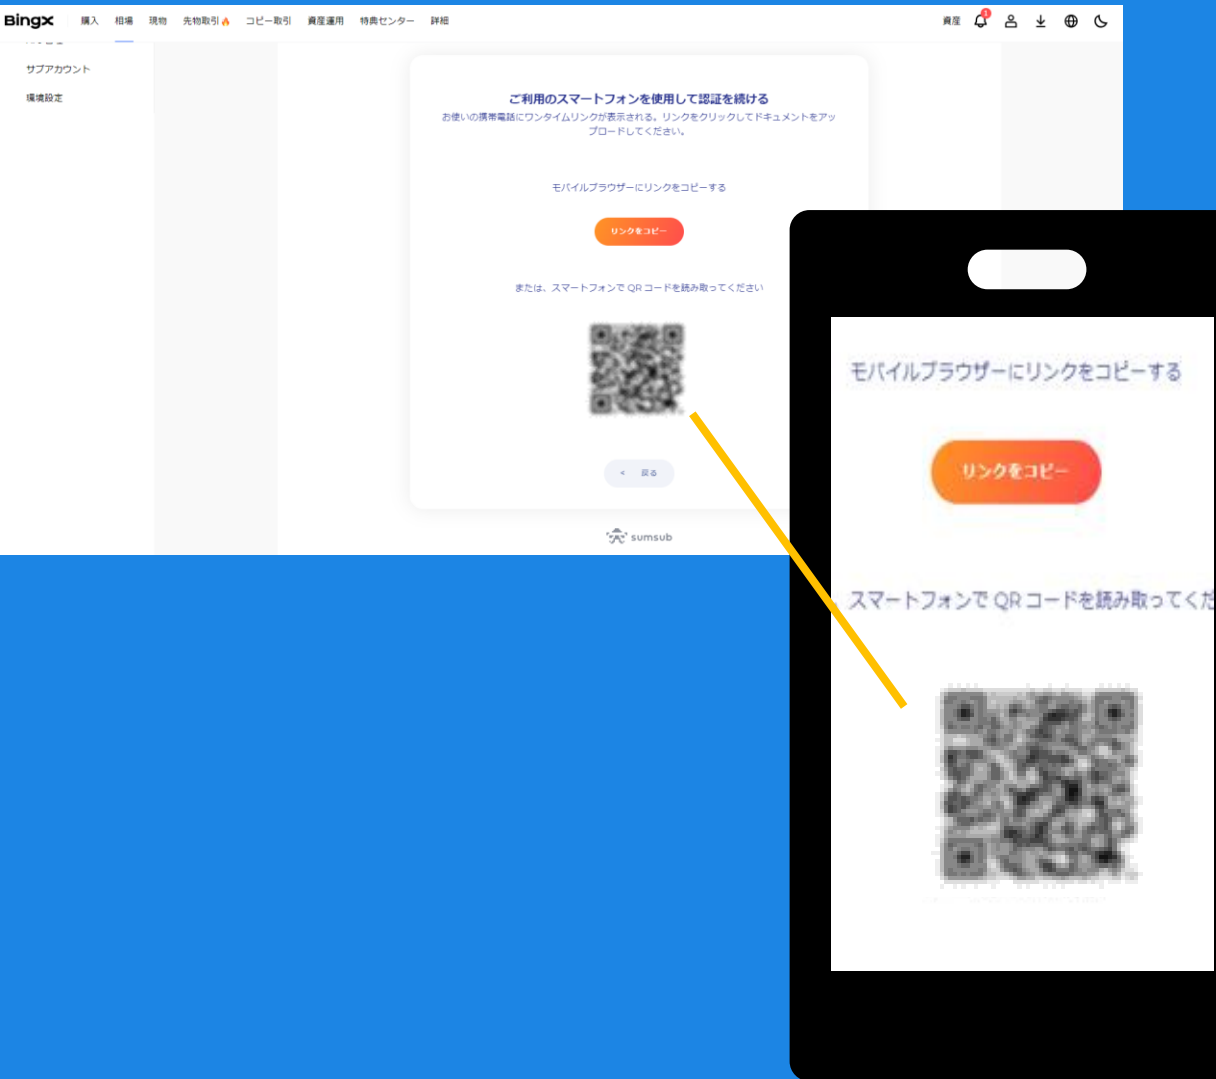 BingX 購入 相場 現物 先物取引 コピー取引 資産運用 特典センター 詳細 資産 1
サブアカウント
環境設定
ご利用のスマートフォンを使用して認証を続ける
お使いの携帯電話にワンタイムリンクが表示される。リンクをクリックしてドキュメントをアッ
プロードしてください。
モバイルブラウザーにリンクをコピーする
リンクをコピー
または、スマートフォンで QR コードを読み取ってください
< 戻る
sumsub
モバイルブラウザーにリンクをコピーする
リンクをコピー
スマートフォンで QR コードを読み取ってくだ